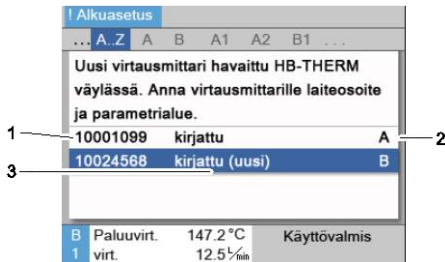 ! Alkuasetus
... A..Z A B A1 A2 B1 ...
Uusi virtausmittari havaittu HB-THERM
väylässä. Anna virtausmittarille laiteosoite
ja parametrialue.
1 10001099 kirjattu A 2
10024568 kirjattu (uusi) B
3
B Paluuvirt. 147.2 °C Käyttövalmis
1 virt. 12.5 L/min